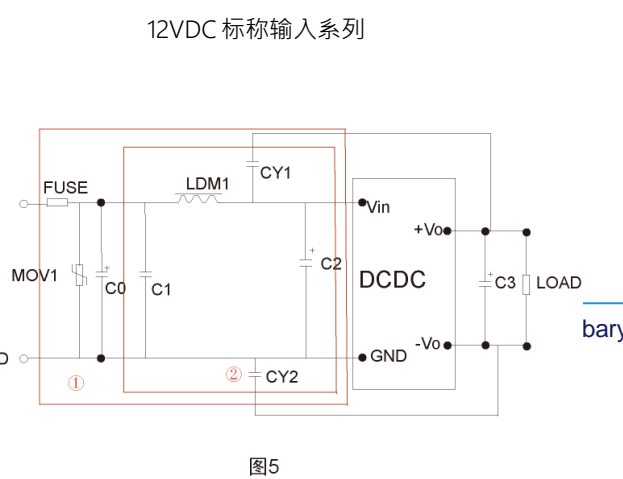 12VDC 标称输入系列
CY1
FUSE
LDM1
Vin
+Vo
MOV1
+
C0
C1
+
C2
DCDC
+
C3
LOAD
bary
D
GND
-Vo
①
②
CY2
图5